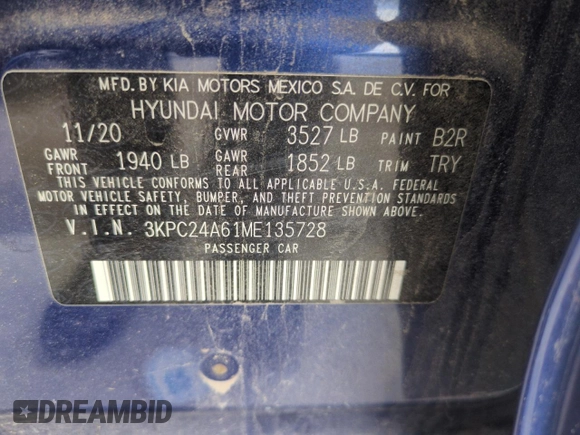 MFD. BY KIA MOTORS MEXICO S.A. DE C.V. FOR
HYUNDAI MOTOR COMPANY
11/20 GVWR 3527 LB PAINT B2R
GAWR FRONT 1940 LB GAWR REAR 1852 LB TRIM TRY
THIS VEHICLE CONFORMS TO ALL APPLICABLE U.S.A. FEDERAL
MOTOR VEHICLE SAFETY, BUMPER, AND THEFT PREVENTION STANDARDS
IN EFFECT ON THE DATE OF MANUFACTURE SHOWN ABOVE.
V.I.N. 3KPC24A61ME135728
PASSENGER CAR
DREAMBID